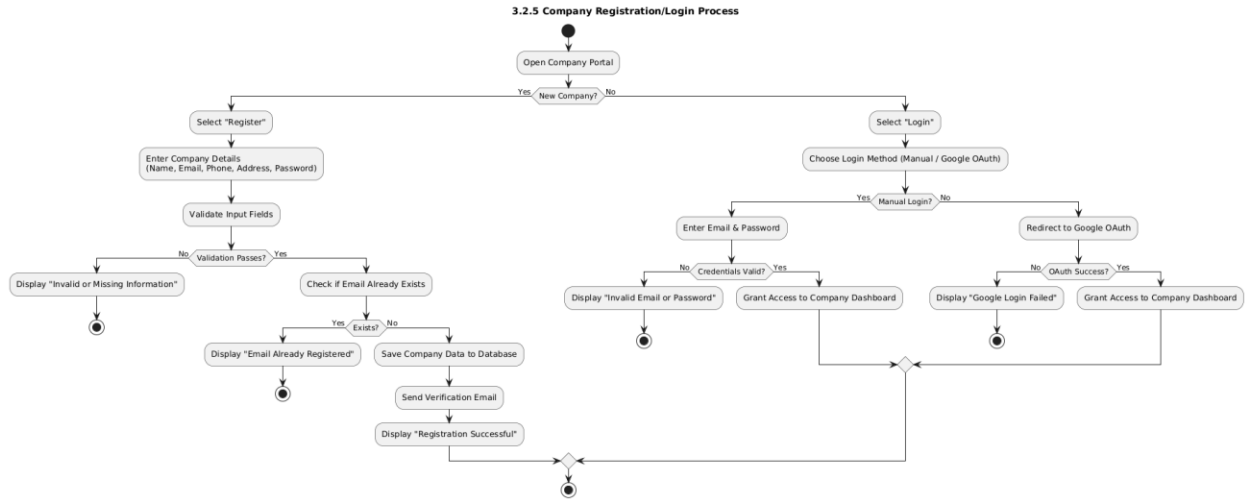 3.2.5 Company Registration/Login Process
Open Company Portal
Yes
New Company?
No
Select "Register"
Select "Login"
Enter Company Details
(Name, Email, Phone, Address, Password)
Choose Login Method (Manual / Google OAuth)
Validate Input Fields
Yes
Manual Login?
No
Enter Email & Password
Redirect to Google OAuth
No
Validation Passes?
Yes
No
Credentials Valid?
Yes
No
OAuth Success?
Yes
Display "Invalid or Missing Information"
Check if Email Already Exists
Display "Invalid Email or Password"
Grant Access to Company Dashboard
Display "Google Login Failed"
Grant Access to Company Dashboard
Yes
Exists?
No
Display "Email Already Registered"
Save Company Data to Database
Send Verification Email
Display "Registration Successful"